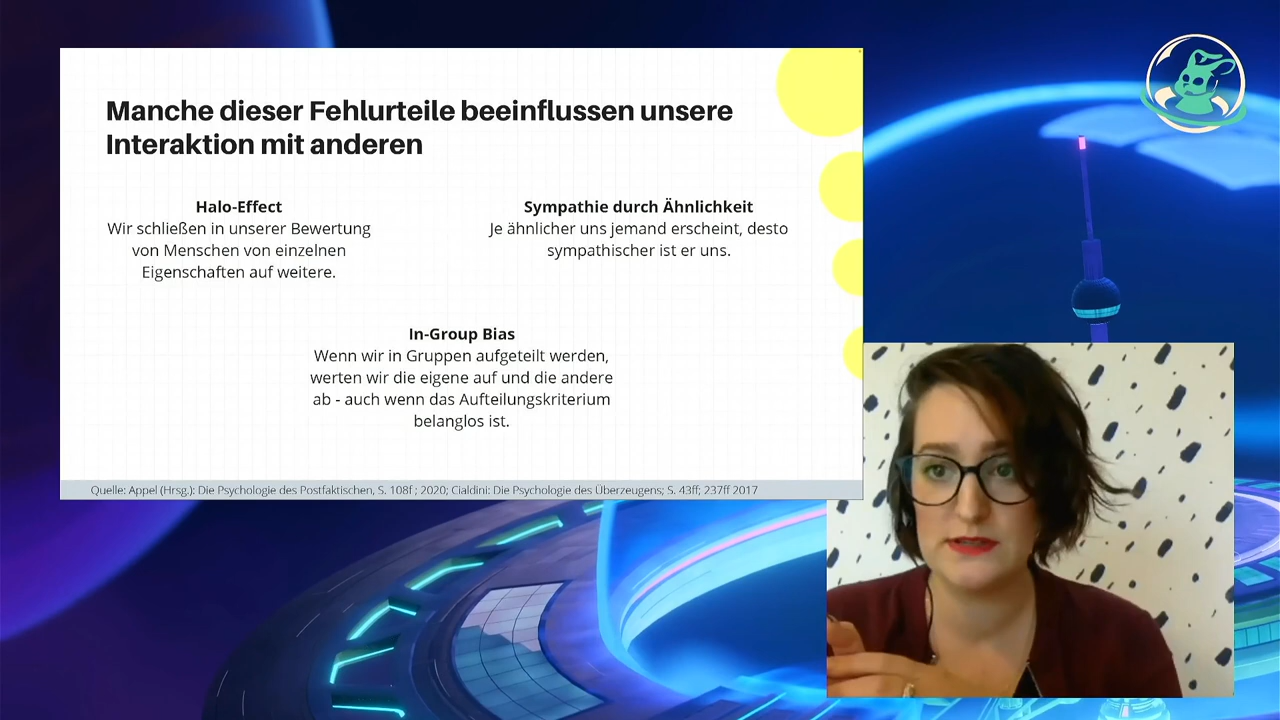 Manche dieser Fehlurteile beeinflussen unsere
Interaktion mit anderen
Halo-Effect
Wir schließen in unserer Bewertung
von Menschen von einzelnen
Eigenschaften auf weitere.
Sympathie durch Ähnlichkeit
Je ähnlicher uns jemand erscheint, desto
sympathischer ist er uns.
In-Group Bias
Wenn wir in Gruppen aufgeteilt werden,
werten wir die eigene auf und die andere
ab - auch wenn das Aufteilungskriterium
belanglos ist.
Quelle: Appel (Hrsg.): Die Psychologie des Postfaktischen, S. 108f ; 2020; Cialdini: Die Psychologie des Überzeugens; S. 43ff; 237ff 2017